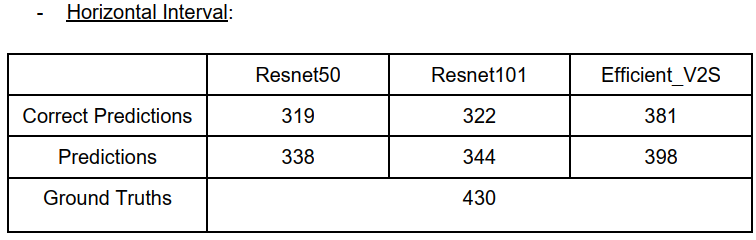 - Horizontal Interval:
Resnet50 Resnet101 Efficient_V2S
Correct Predictions 319 322 381
Predictions 338 344 398
Ground Truths 430